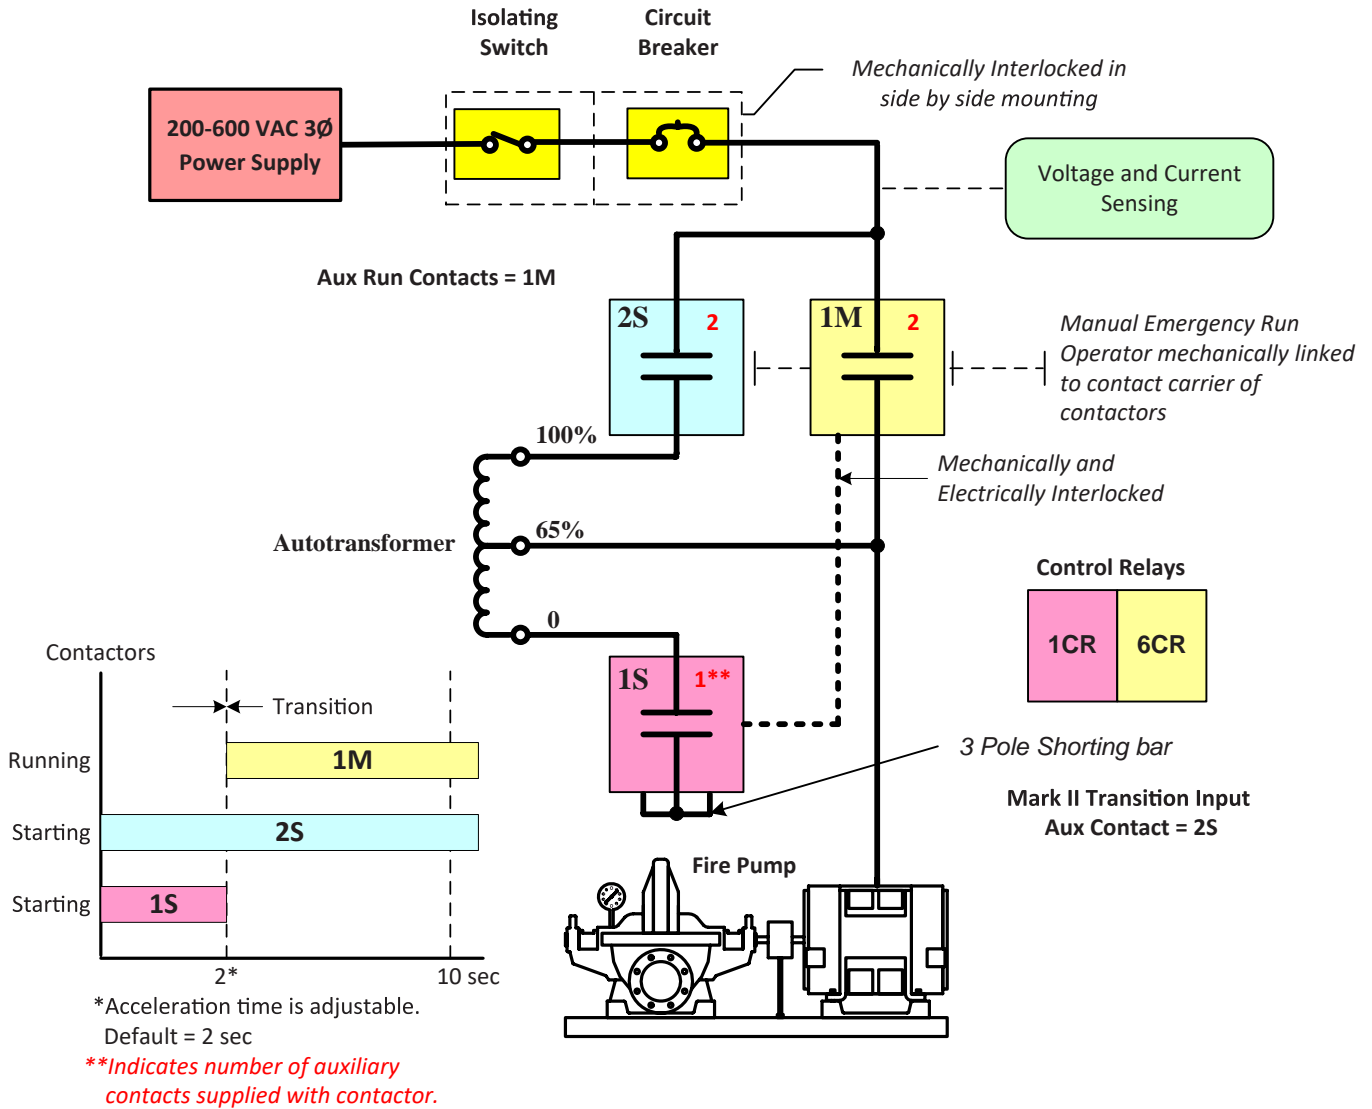 Isolating
Switch
Circuit
Breaker
Mechanically Interlocked in
side by side mounting
200-600 VAC 3Ø
Power Supply
Voltage and Current
Sensing
Aux Run Contacts = 1M
2S
2
1M
2
Manual Emergency Run
Operator mechanically linked
to contact carrier of
contactors
100%
Mechanically and
Electrically Interlocked
65%
Autotransformer
0
Control Relays
1CR
6CR
1S
1**
3 Pole Shorting bar
Mark II Transition Input
Aux Contact = 2S
Contactors
Transition
Running
1M
Starting
2S
Starting
1S
2*
10 sec
*Acceleration time is adjustable.
Default = 2 sec
**Indicates number of auxiliary
contacts supplied with contactor.
Fire Pump